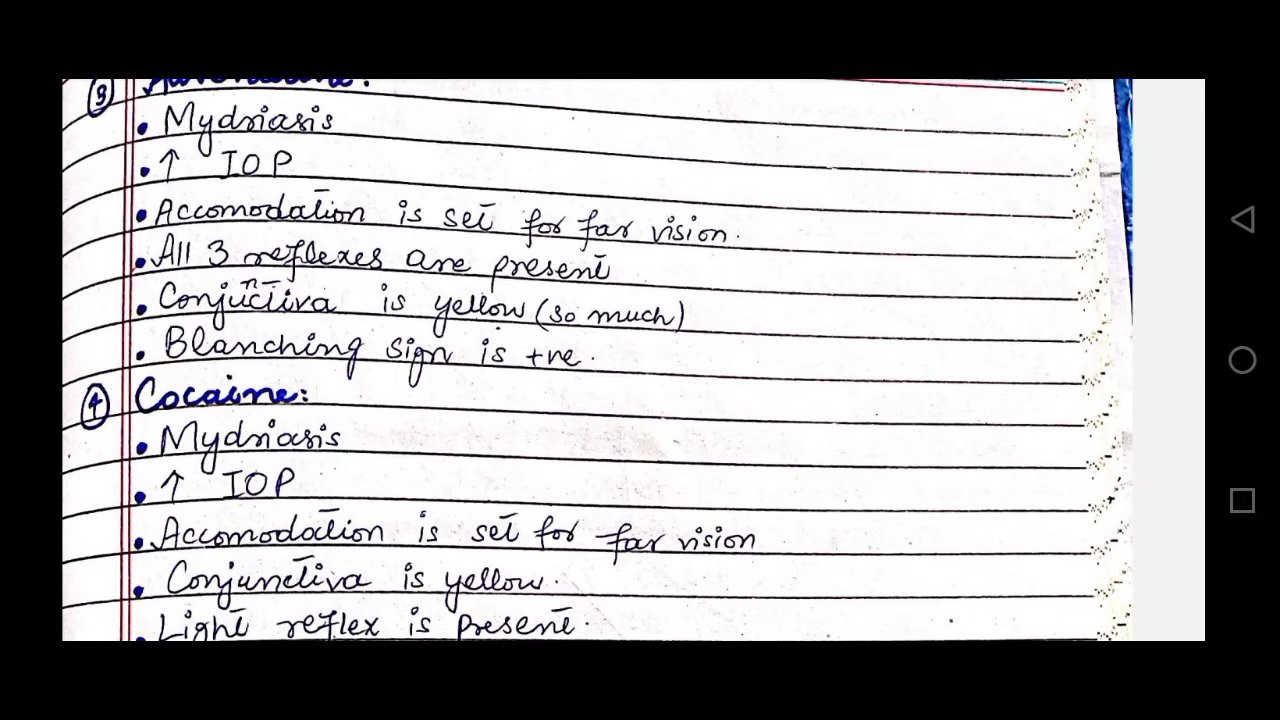 ③
• Mydriasis
• ↑ IOP
• Accomodation is set for far vision.
• All 3 reflexes are present
• Conjunctiva is yellow (so much)
• Blanching sign is +ve.
④ Cocaine:
• Mydriasis
• ↑ IOP
• Accomodation is set for far vision
• Conjunctiva is yellow.
• Light reflex is present.